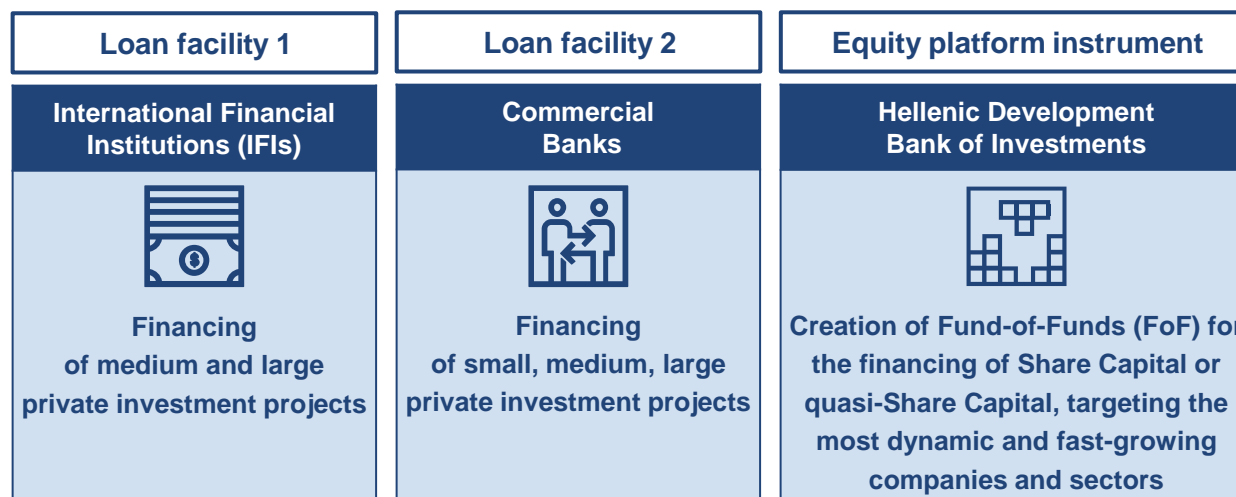 Loan facility 1
International Financial
Institutions (IFIs)
$
Financing
of medium and large
private investment projects
Loan facility 2
Commercial
Banks
Financing
of small, medium, large
private investment projects
Equity platform instrument
Hellenic Development
Bank of Investments
Creation of Fund-of-Funds (FoF) for
the financing of Share Capital or
quasi-Share Capital, targeting the
most dynamic and fast-growing
companies and sectors